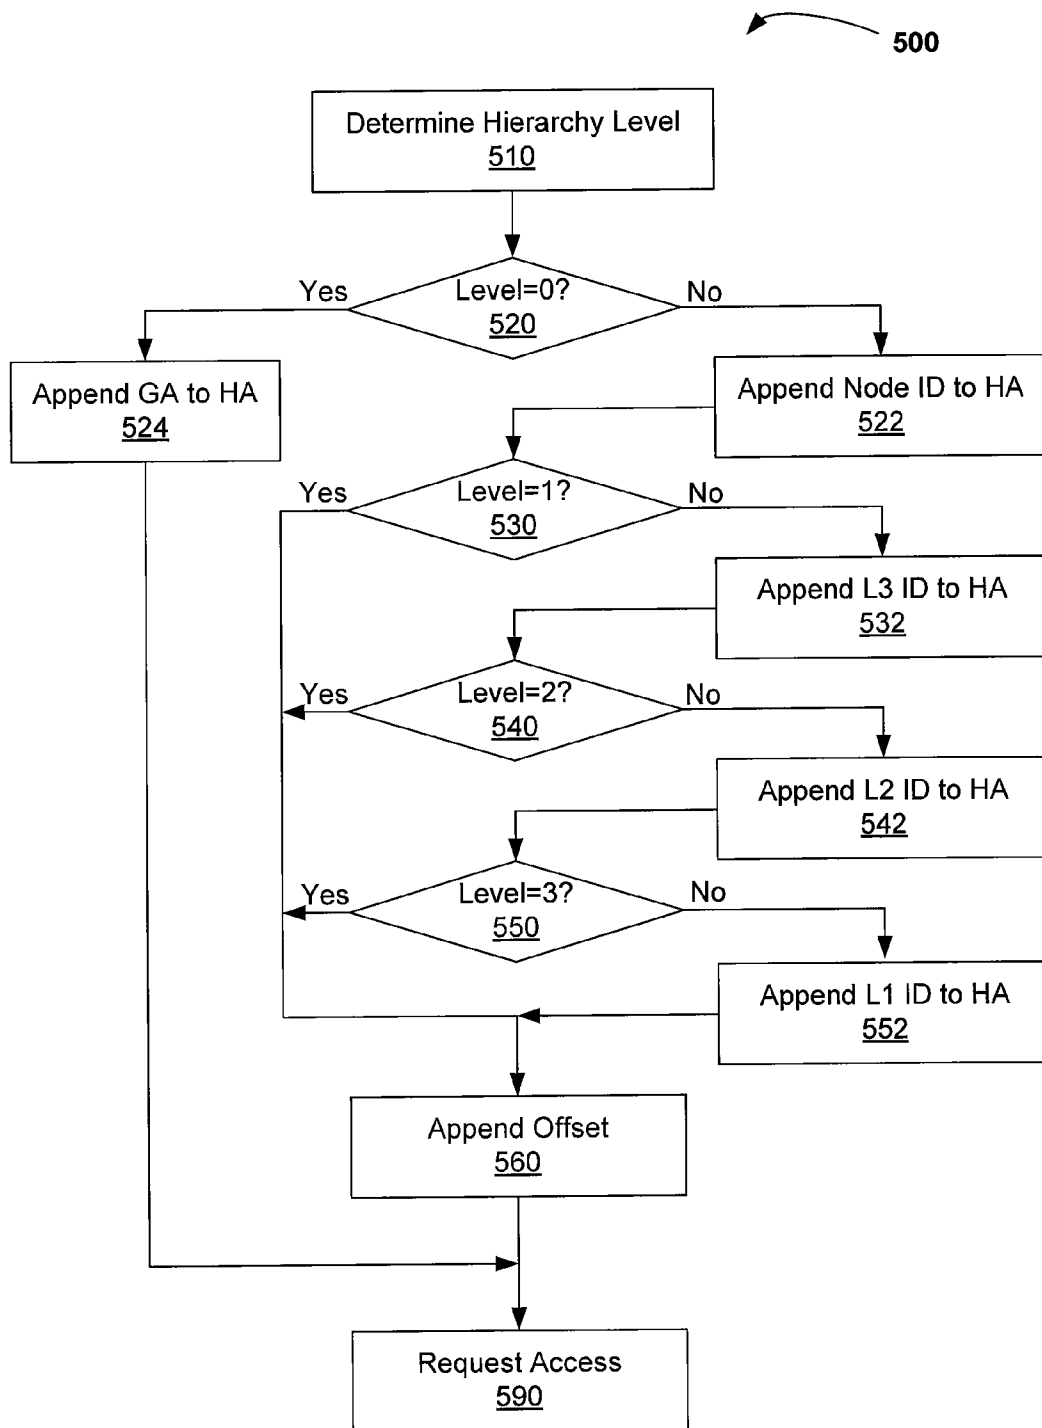 500
Determine Hierarchy Level
510
Yes
Level=0?
520
No
Append GA to HA
524
Append Node ID to HA
522
Yes
Level=1?
530
No
Append L3 ID to HA
532
Yes
Level=2?
540
No
Append L2 ID to HA
542
Yes
Level=3?
550
No
Append L1 ID to HA
552
Append Offset
560
Request Access
590